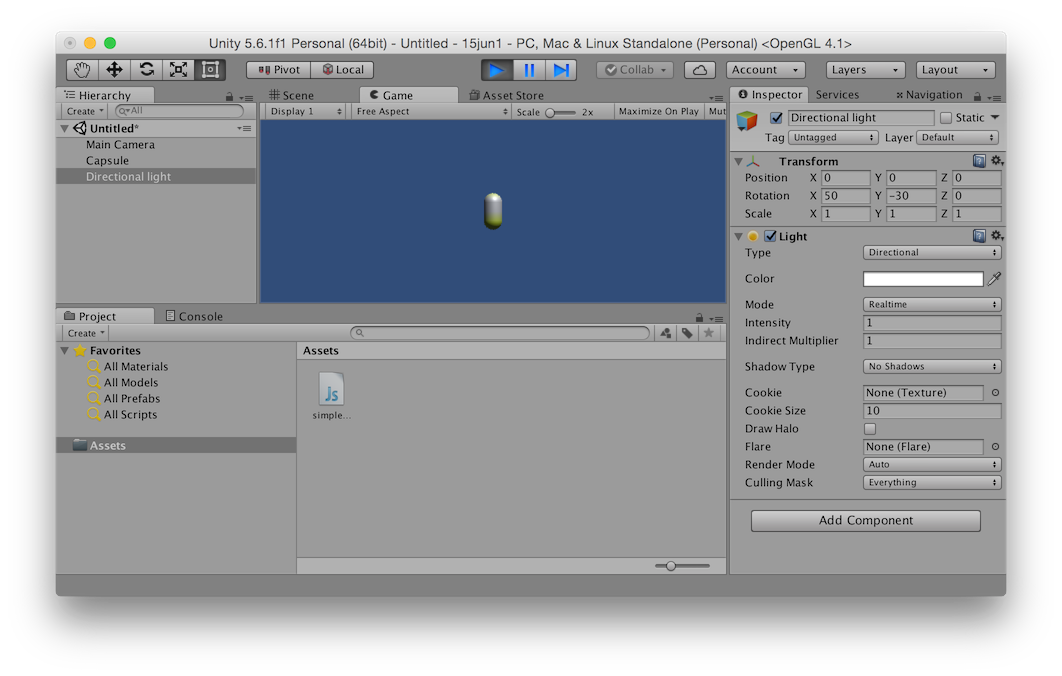 Unity 5.6.1f1 Personal (64bit) - Untitled - 15jun1 - PC, Mac & Linux Standalone (Personal) <OpenGL 4.1>
Pivot Local Collab Account Layers Layout
Hierarchy
Create All
Untitled*
Main Camera
Capsule
Directional light
Scene Game Asset Store
Display 1 Free Aspect Scale 2x Maximize On Play Mut
Project Console
Create
Favorites
All Materials
All Models
All Prefabs
All Scripts
Assets
Assets
Js
simple...
Inspector Services Navigation
Directional light Static
Tag Untagged Layer Default
Transform
Position X 0 Y 0 Z 0
Rotation X 50 Y -30 Z 0
Scale X 1 Y 1 Z 1
Light
Type Directional
Color
Mode Realtime
Intensity 1
Indirect Multiplier 1
Shadow Type No Shadows
Cookie None (Texture)
Cookie Size 10
Draw Halo
Flare None (Flare)
Render Mode Auto
Culling Mask Everything
Add Component